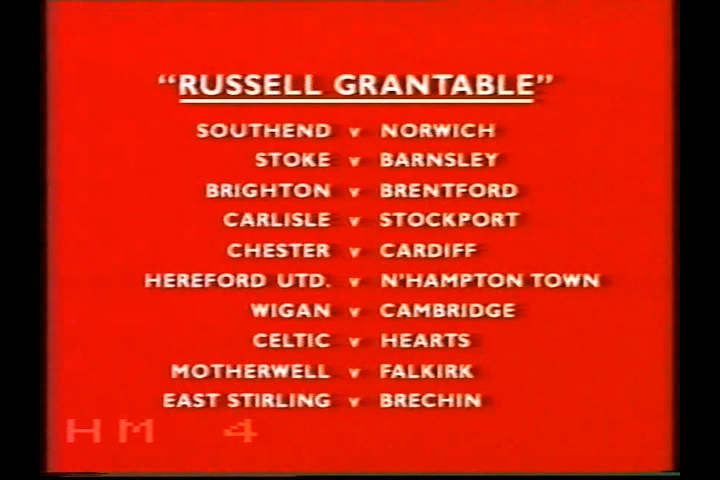 “RUSSELL GRANTABLE”
SOUTHEND v NORWICH
STOKE v BARNSLEY
BRIGHTON v BRENTFORD
CARLISLE v STOCKPORT
CHESTER v CARDIFF
HEREFORD UTD. v N'HAMPTON TOWN
WIGAN v CAMBRIDGE
CELTIC v HEARTS
MOTHERWELL v FALKIRK
EAST STIRLING v BRECHIN
HM 4